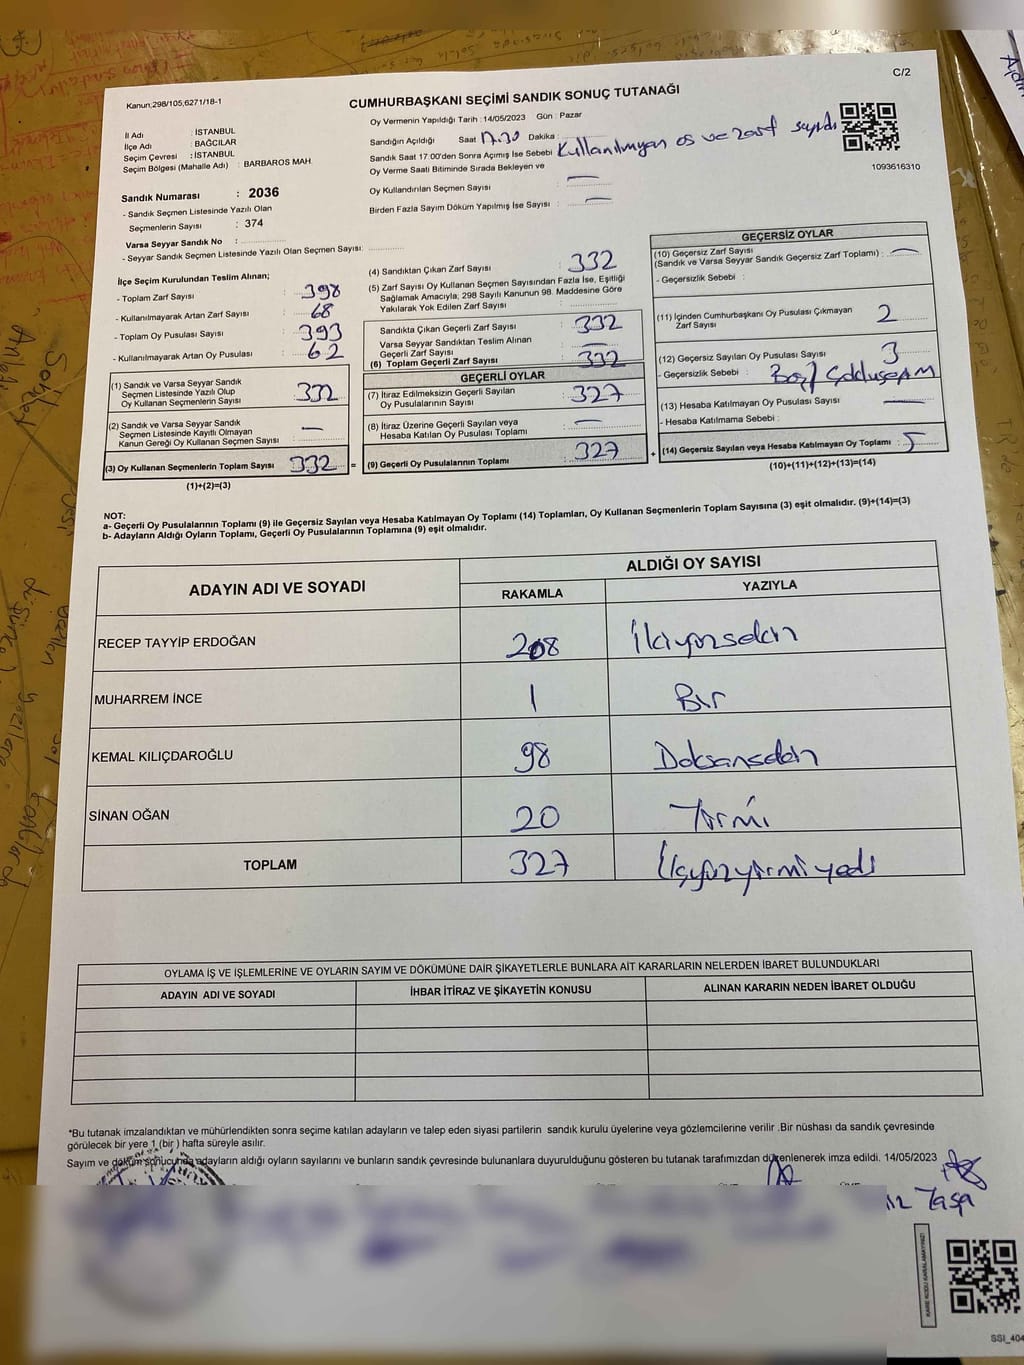 C/2
Kanun;298/105,6271/18-1
CUMHURBAŞKANI SEÇİMİ SANDIK SONUÇ TUTANAĞI
İl Adı : İSTANBUL
İlçe Adı : BAĞCILAR
Seçim Çevresi : İSTANBUL
Seçim Bölgesi (Mahalle Adı) : BARBAROS MAH.
Oy Vermenin Yapıldığı Tarih : 14/05/2023 Gün : Pazar
Sandığın Açıldığı Saat 17.30 Dakika :
Sandık Saat 17:00'den Sonra Açımış İse Sebebi Kullanılmayan os ve zarf sayıldı
Oy Verme Saati Bitiminde Sırada Bekleyen ve
Oy Kullandırılan Seçmen Sayısı : —
Birden Fazla Sayım Döküm Yapılmış İse Sayısı : —
1093616310
Sandık Numarası : 2036
- Sandık Seçmen Listesinde Yazılı Olan
Seçmenlerin Sayısı : 374
Varsa Seyyar Sandık No :
- Seyyar Sandık Seçmen Listesinde Yazılı Olan Seçmen Sayısı:
İlçe Seçim Kurulundan Teslim Alınan;
- Toplam Zarf Sayısı : 398
- Kullanılmayarak Artan Zarf Sayısı : 68
- Toplam Oy Pusulası Sayısı : 393
- Kullanılmayarak Artan Oy Pusulası : 62
(1) Sandık ve Varsa Seyyar Sandık
Seçmen Listesinde Yazılı Olup
Oy Kullanan Seçmenlerin Sayısı : 332
(2) Sandık ve Varsa Seyyar Sandık
Seçmen Listesinde Kayıtlı Olmayan
Kanun Gereği Oy Kullanan Seçmen Sayısı : —
(3) Oy Kullanan Seçmenlerin Toplam Sayısı : 332
(1)+(2)=(3)
=
(4) Sandıktan Çıkan Zarf Sayısı : 332
(5) Zarf Sayısı Oy Kullanan Seçmen Sayısından Fazla İse, Eşitliği
Sağlamak Amacıyla; 298 Sayılı Kanunun 98. Maddesine Göre
Yakılarak Yok Edilen Zarf Sayısı :
Sandıkta Çıkan Geçerli Zarf Sayısı : 332
Varsa Seyyar Sandıktan Teslim Alınan
Geçerli Zarf Sayısı : —
(6) Toplam Geçerli Zarf Sayısı : 332
GEÇERLİ OYLAR
(7) İtiraz Edilmeksizin Geçerli Sayılan
Oy Pusulalarının Sayısı : 327
(8) İtiraz Üzerine Geçerli Sayılan veya
Hesaba Katılan Oy Pusulası Toplamı : —
(9) Geçerli Oy Pusulalarının Toplamı : 327
+
GEÇERSİZ OYLAR
(10) Geçersiz Zarf Sayısı
(Sandık ve Varsa Seyyar Sandık Geçersiz Zarf Toplamı) : —
- Geçersizlik Sebebi :
(11) İçinden Cumhurbaşkanı Oy Pusulası Çıkmayan
Zarf Sayısı : 2
(12) Geçersiz Sayılan Oy Pusulası Sayısı : 3
- Geçersizlik Sebebi : Boş/
(13) Hesaba Katılmayan Oy Pusulası Sayısı : —
- Hesaba Katılmama Sebebi :
(14) Geçersiz Sayılan veya Hesaba Katılmayan Oy Toplamı : 5
(10)+(11)+(12)+(13)=(14)
NOT:
a- Geçerli Oy Pusulalarının Toplamı (9) ile Geçersiz Sayılan veya Hesaba Katılmayan Oy Toplamı (14) Toplamları, Oy Kullanan Seçmenlerin Toplam Sayısına (3) eşit olmalıdır. (9)+(14)=(3)
b- Adayların Aldığı Oyların Toplamı, Geçerli Oy Pusulalarının Toplamına (9) eşit olmalıdır.
ADAYIN ADI VE SOYADI ALDIĞI OY SAYISI
RAKAMLA YAZIYLA
RECEP TAYYİP ERDOĞAN 208 İkiyüzsekin
MUHARREM İNCE 1 Bir
KEMAL KILIÇDAROĞLU 98 Doksansekin
SİNAN OĞAN 20 Yirmi
TOPLAM 327 Üçyüzyirmiyedi
OYLAMA İŞ VE İŞLEMLERİNE VE OYLARIN SAYIM VE DÖKÜMÜNE DAİR ŞİKAYETLERLE BUNLARA AİT KARARLARIN NELERDEN İBARET BULUNDUKLARI
ADAYIN ADI VE SOYADI İHBAR İTİRAZ VE ŞİKAYETİN KONUSU ALINAN KARARIN NEDEN İBARET OLDUĞU
*Bu tutanak imzalandıktan ve mühürlendikten sonra seçime katılan adayların ve talep eden siyasi partilerin sandık kurulu üyelerine veya gözlemcilerine verilir .Bir nüshası da sandık çevresinde
görülecek bir yere 1 (bir ) hafta süreyle asılır.
Sayım ve döküm sonucunda adayların aldığı oyların sayılarını ve bunların sandık çevresinde bulunanlara duyurulduğunu gösteren bu tutanak tarafımızdan düzenlenerek imza edildi. 14/05/2023
KARE KODU KARALAMAYINIZ!
SSI_404